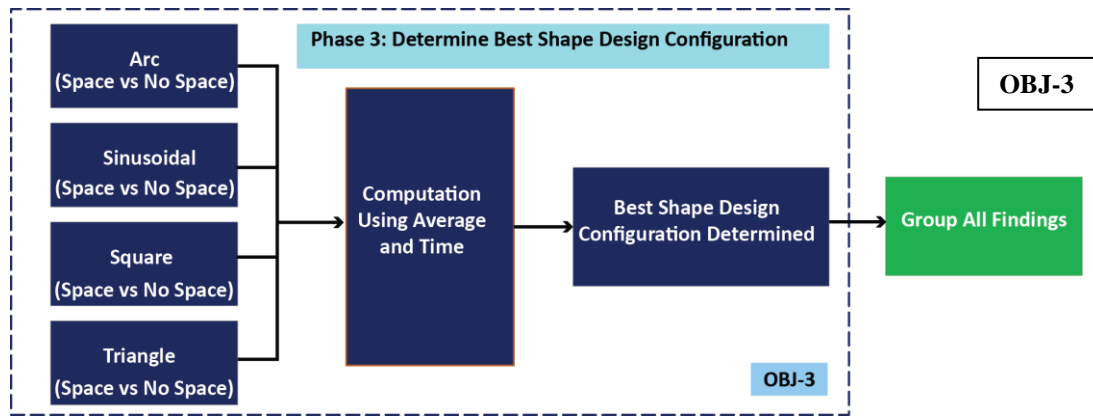 Phase 3: Determine Best Shape Design Configuration
Arc
(Space vs No Space)
Sinusoidal
(Space vs No Space)
Square
(Space vs No Space)
Triangle
(Space vs No Space)
Computation
Using Average
and Time
Best Shape Design
Configuration Determined
OBJ-3
OBJ-3
Group All Findings